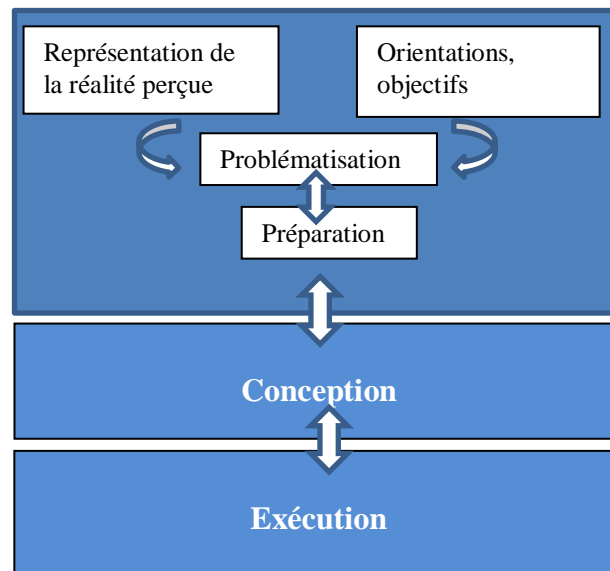 Représentation de
la réalité perçue
Orientations,
objectifs
Problématisation
Préparation
Conception
Exécution